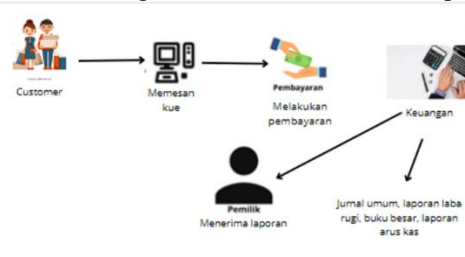 Customer
Memesan
kue
Pembayaran
Melakukan
pembayaran
Keuangan
Pemilik
Menerima laporan
Jurnal umum, laporan laba
rugi, buku besar, laporan
arus kas